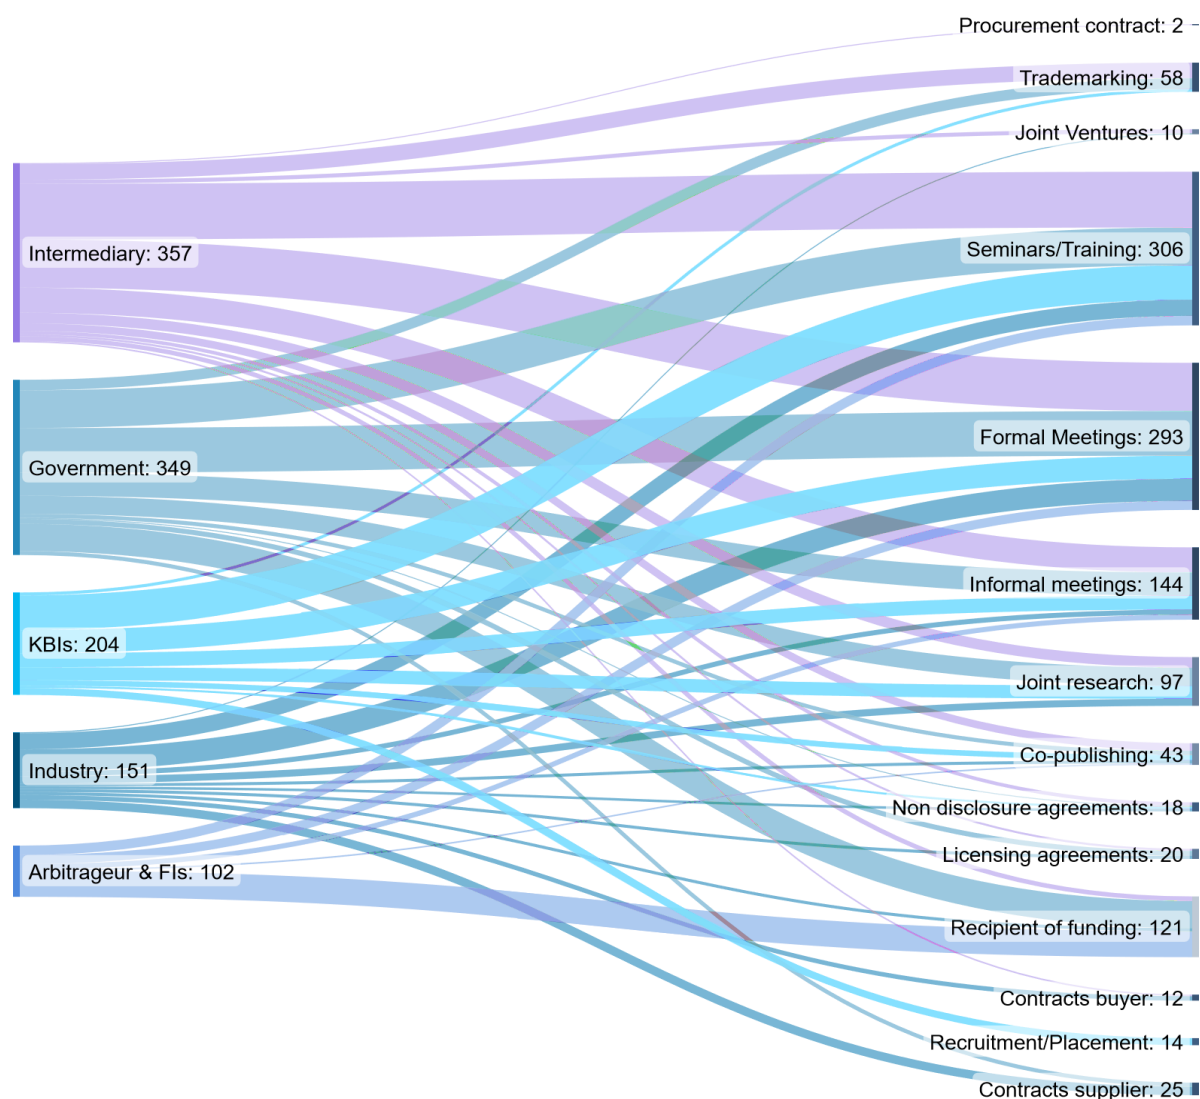 Procurement contract: 2
Trademarking: 58
Joint Ventures: 10
Intermediary: 357
Seminars/Training: 306
Government: 349
Formal Meetings: 293
Informal meetings: 144
KBIs: 204
Joint research: 97
Industry: 151
Co-publishing: 43
Non disclosure agreements: 18
Licensing agreements: 20
Arbitrageur & FIs: 102
Recipient of funding: 121
Contracts buyer: 12
Recruitment/Placement: 14
Contracts supplier: 25